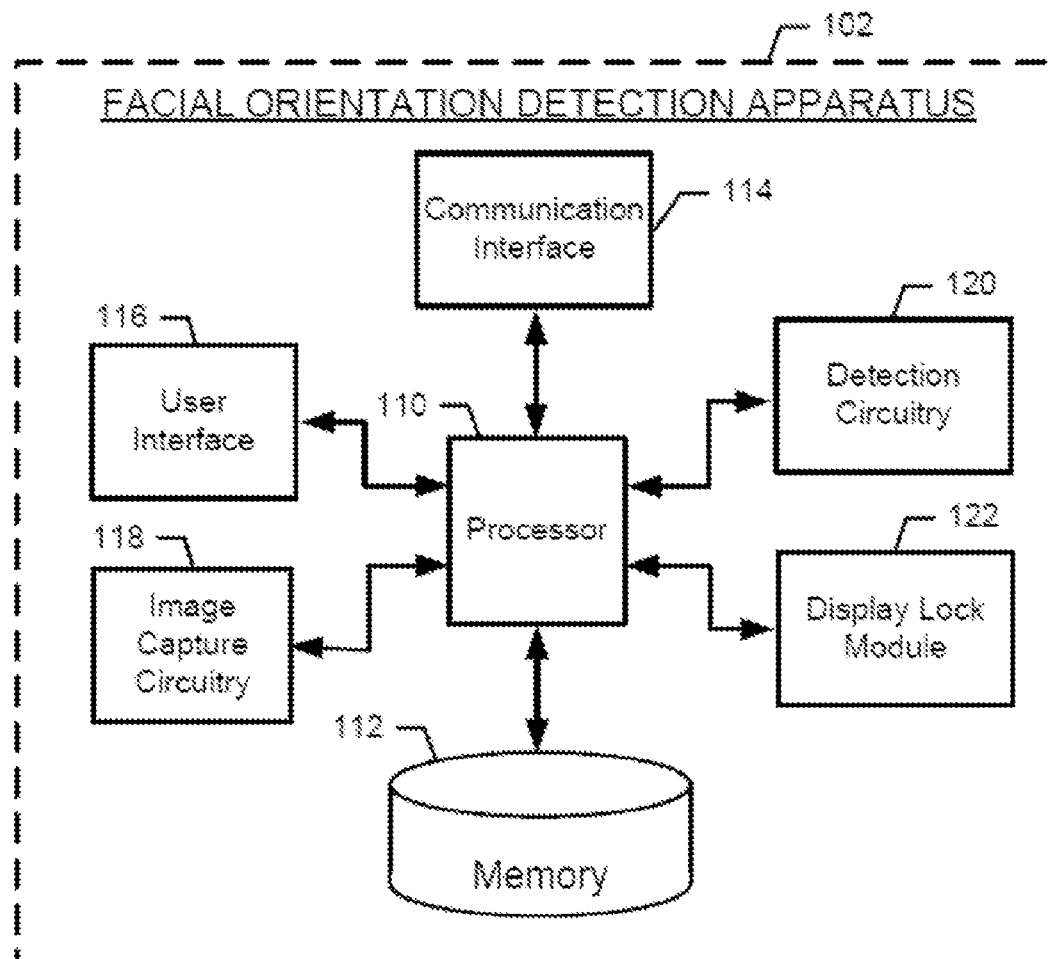 102
FACIAL ORIENTATION DETECTION APPARATUS
Communication
Interface
114
116
User
Interface
120
Detection
Circuitry
110
Processor
118
Image
Capture
Circuitry
122
Display Lock
Module
112
Memory